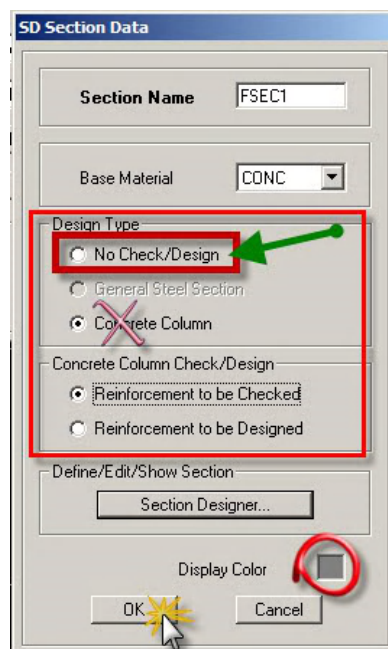 SD Section Data
Section Name FSEC1
Base Material CONC
Design Type
No Check/Design
General Steel Section
Concrete Column
Concrete Column Check/Design
Reinforcement to be Checked
Reinforcement to be Designed
Define/Edit/Show Section
Section Designer...
Display Color
OK Cancel